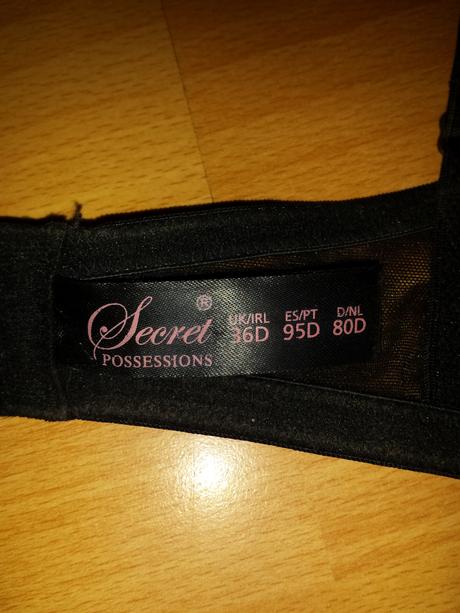 Secret®
POSSESSIONS
UK/IRL ES/PT D/NL
36D 95D 80D